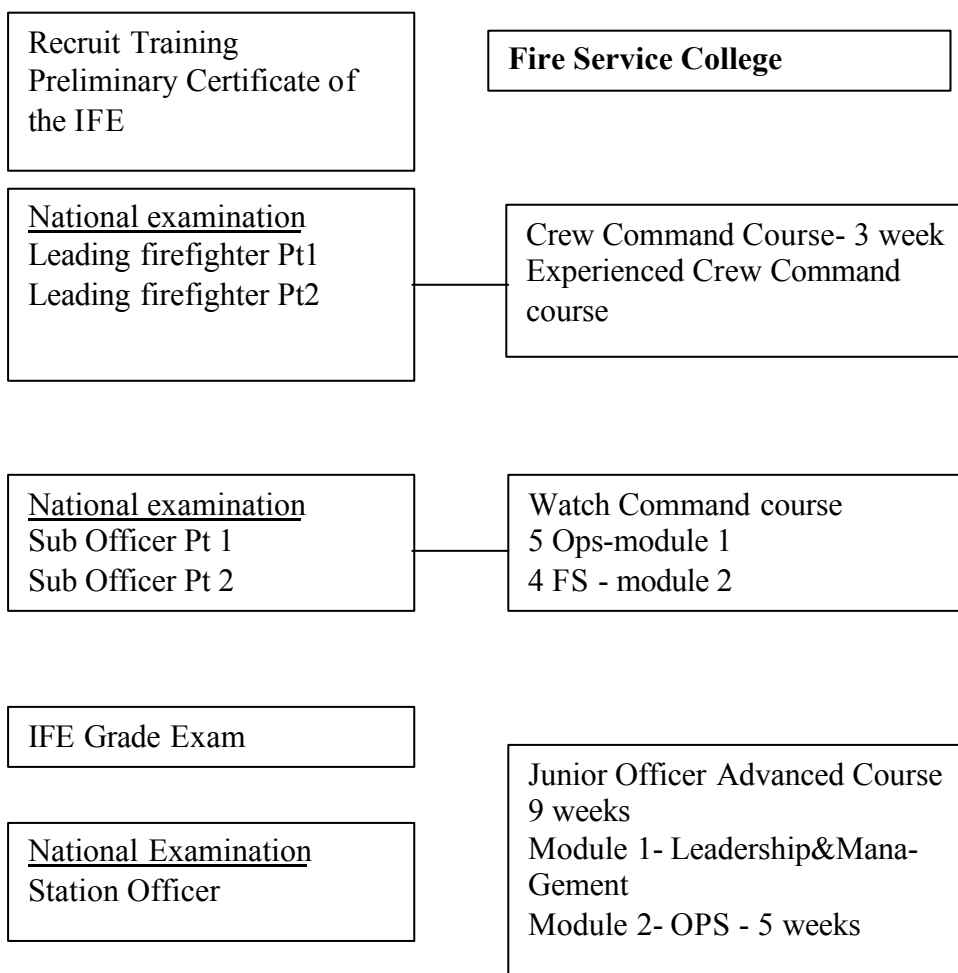 Recruit Training
Preliminary Certificate of
the IFE
Fire Service College
National examination
Leading firefighter Pt1
Leading firefighter Pt2
Crew Command Course- 3 week
Experienced Crew Command
course
National examination
Sub Officer Pt 1
Sub Officer Pt 2
Watch Command course
5 Ops-module 1
4 FS - module 2
IFE Grade Exam
National Examination
Station Officer
Junior Officer Advanced Course
9 weeks
Module 1- Leadership&Mana-
Gement
Module 2- OPS - 5 weeks